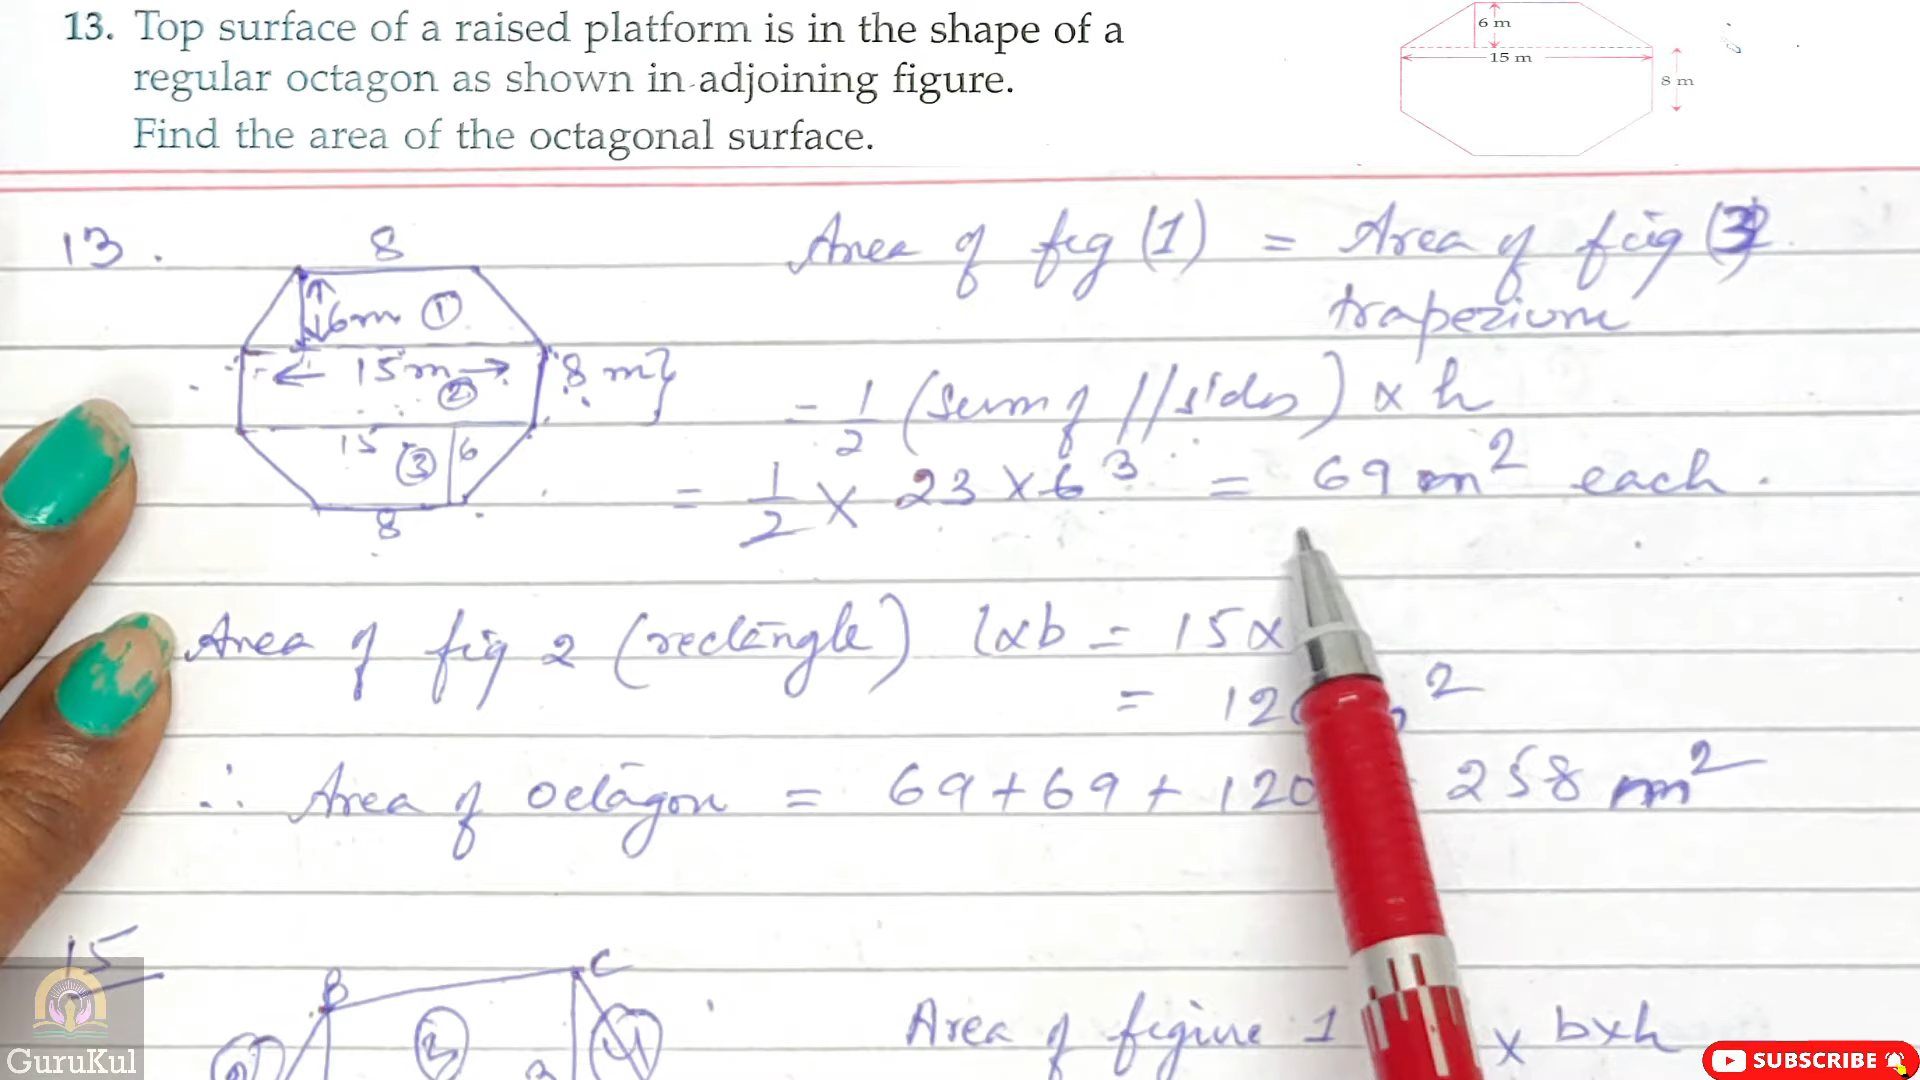 13. Top surface of a raised platform is in the shape of a
regular octagon as shown in adjoining figure.
Find the area of the octagonal surface.
6 m
15 m
8 m
13.
8
6m 1
15m 8 m
2
15 3 6
8
Area of fig (1) = Area of fig (3)
trapezium
= 1/2 (sum of //sides) × h
= 1/2 × 23 × 6 3 = 69 m² each.
Area of fig 2 (rectangle) l×b = 15×
= 12 2
∴ Area of octagon = 69 + 69 + 120 258 m²
15
B C
Area of figure 1 × b×h
GuruKul
SUBSCRIBE